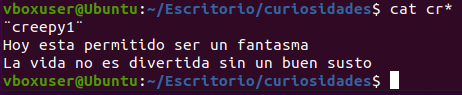 vboxuser@Ubuntu:~/Escritorio/curiosidades$ cat cr*
¨creepy1¨
Hoy esta permitido ser un fantasma
La vida no es divertida sin un buen susto
vboxuser@Ubuntu:~/Escritorio/curiosidades$